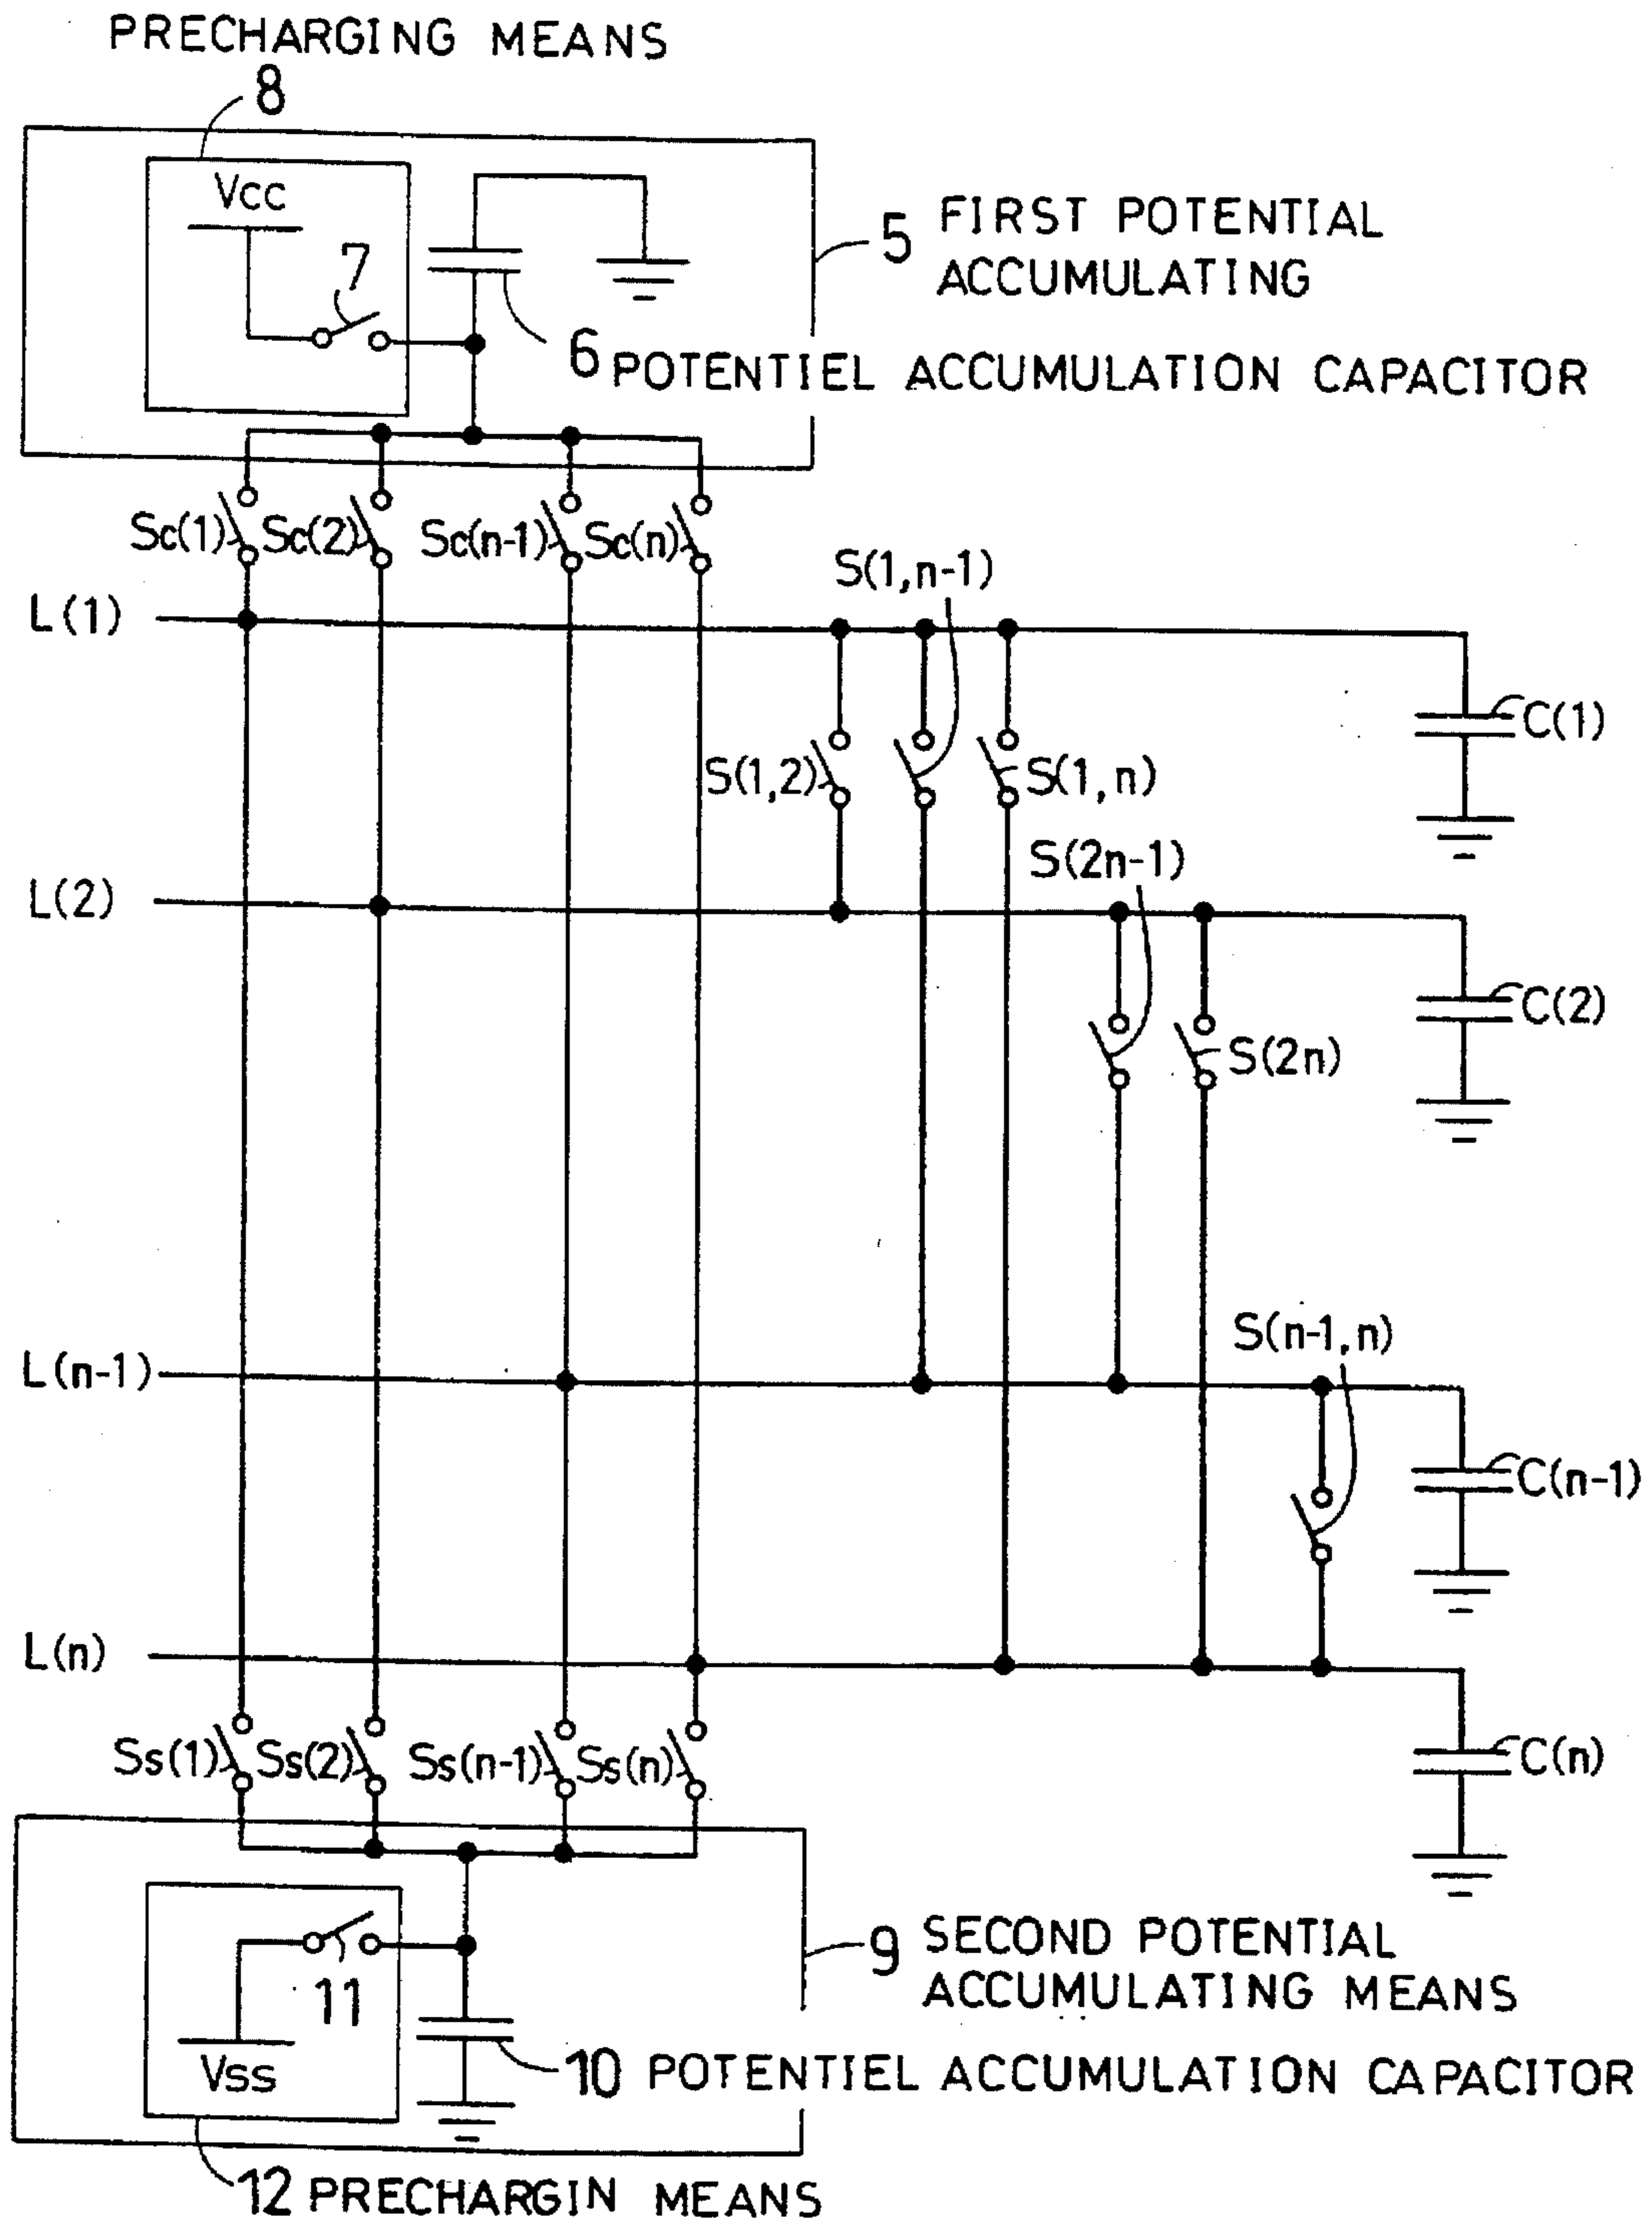 PRECHARGING MEANS
8
Vcc
7
5 FIRST POTENTIAL
ACCUMULATING
6 POTENTIEL ACCUMULATION CAPACITOR
Sc(1) Sc(2) Sc(n-1) Sc(n)
S(1,n-1)
L(1)
C(1)
S(1,2) S(1,n)
S(2n-1)
L(2)
C(2)
S(2n)
S(n-1,n)
L(n-1)
C(n-1)
L(n)
Ss(1) Ss(2) Ss(n-1) Ss(n)
C(n)
9 SECOND POTENTIAL
ACCUMULATING MEANS
11
Vss
10 POTENTIEL ACCUMULATION CAPACITOR
12 PRECHARGIN MEANS